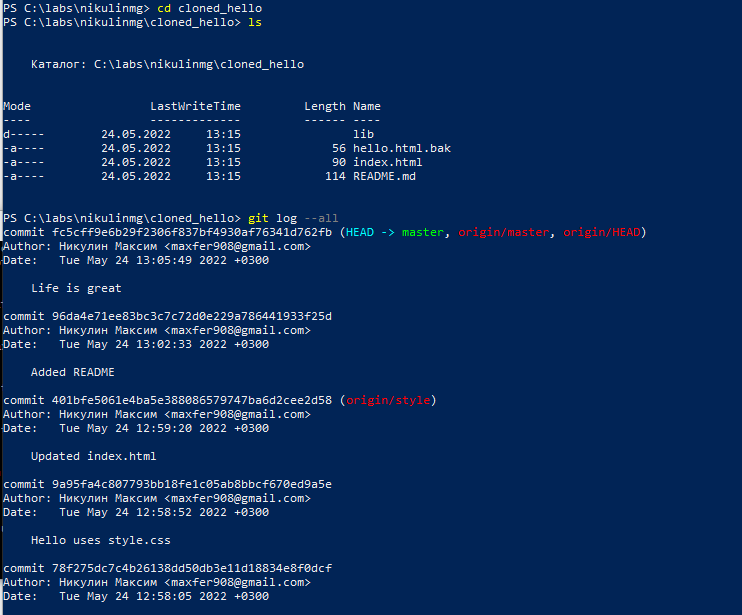 PS C:\labs\nikulinmg> cd cloned_hello
PS C:\labs\nikulinmg\cloned_hello> ls
Каталог: C:\labs\nikulinmg\cloned_hello
Mode LastWriteTime Length Name
---- ------------- ------ ----
d----- 24.05.2022 13:15 lib
-a---- 24.05.2022 13:15 56 hello.html.bak
-a---- 24.05.2022 13:15 90 index.html
-a---- 24.05.2022 13:15 114 README.md
PS C:\labs\nikulinmg\cloned_hello> git log --all
commit fc5cff9e6b29f2306f837bf4930af76341d762fb (HEAD -> master, origin/master, origin/HEAD)
Author: Никулин Максим <maxfer908@gmail.com>
Date: Tue May 24 13:05:49 2022 +0300
Life is great
commit 96da4e71ee83bc3c7c72d0e229a786441933f25d
Author: Никулин Максим <maxfer908@gmail.com>
Date: Tue May 24 13:02:33 2022 +0300
Added README
commit 401bfe5061e4ba5e388086579747ba6d2cee2d58 (origin/style)
Author: Никулин Максим <maxfer908@gmail.com>
Date: Tue May 24 12:59:20 2022 +0300
Updated index.html
commit 9a95fa4c807793bb18fe1c05ab8bbcf670ed9a5e
Author: Никулин Максим <maxfer908@gmail.com>
Date: Tue May 24 12:58:52 2022 +0300
Hello uses style.css
commit 78f275dc7c4b26138dd50db3e11d18834e8f0dcf
Author: Никулин Максим <maxfer908@gmail.com>
Date: Tue May 24 12:58:05 2022 +0300